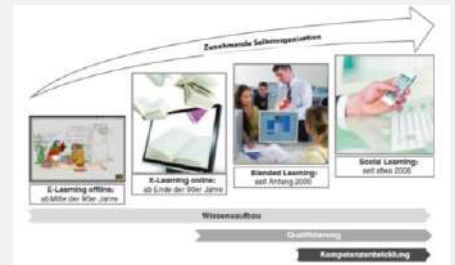 Zunehmende Selbstorganisation
E-Learning offline:
ab Mitte der 90er Jahre
E-Learning online:
ab Ende der 90er Jahre
Blended Learning:
seit Anfang 2000
Social Learning:
seit etwa 2006
Wissensaufbau
Qualifizierung
Kompetenzentwicklung